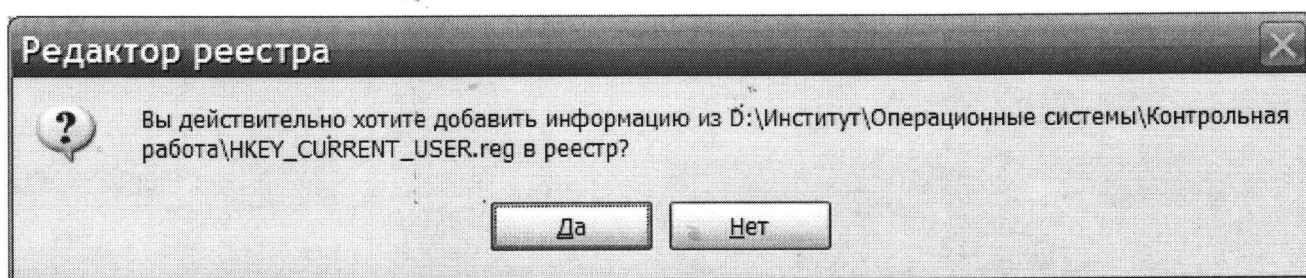 Редактор реестра
Вы действительно хотите добавить информацию из D:\Институт\Операционные системы\Контрольная
работа\HKEY_CURRENT_USER.reg в реестр?
Да
Нет